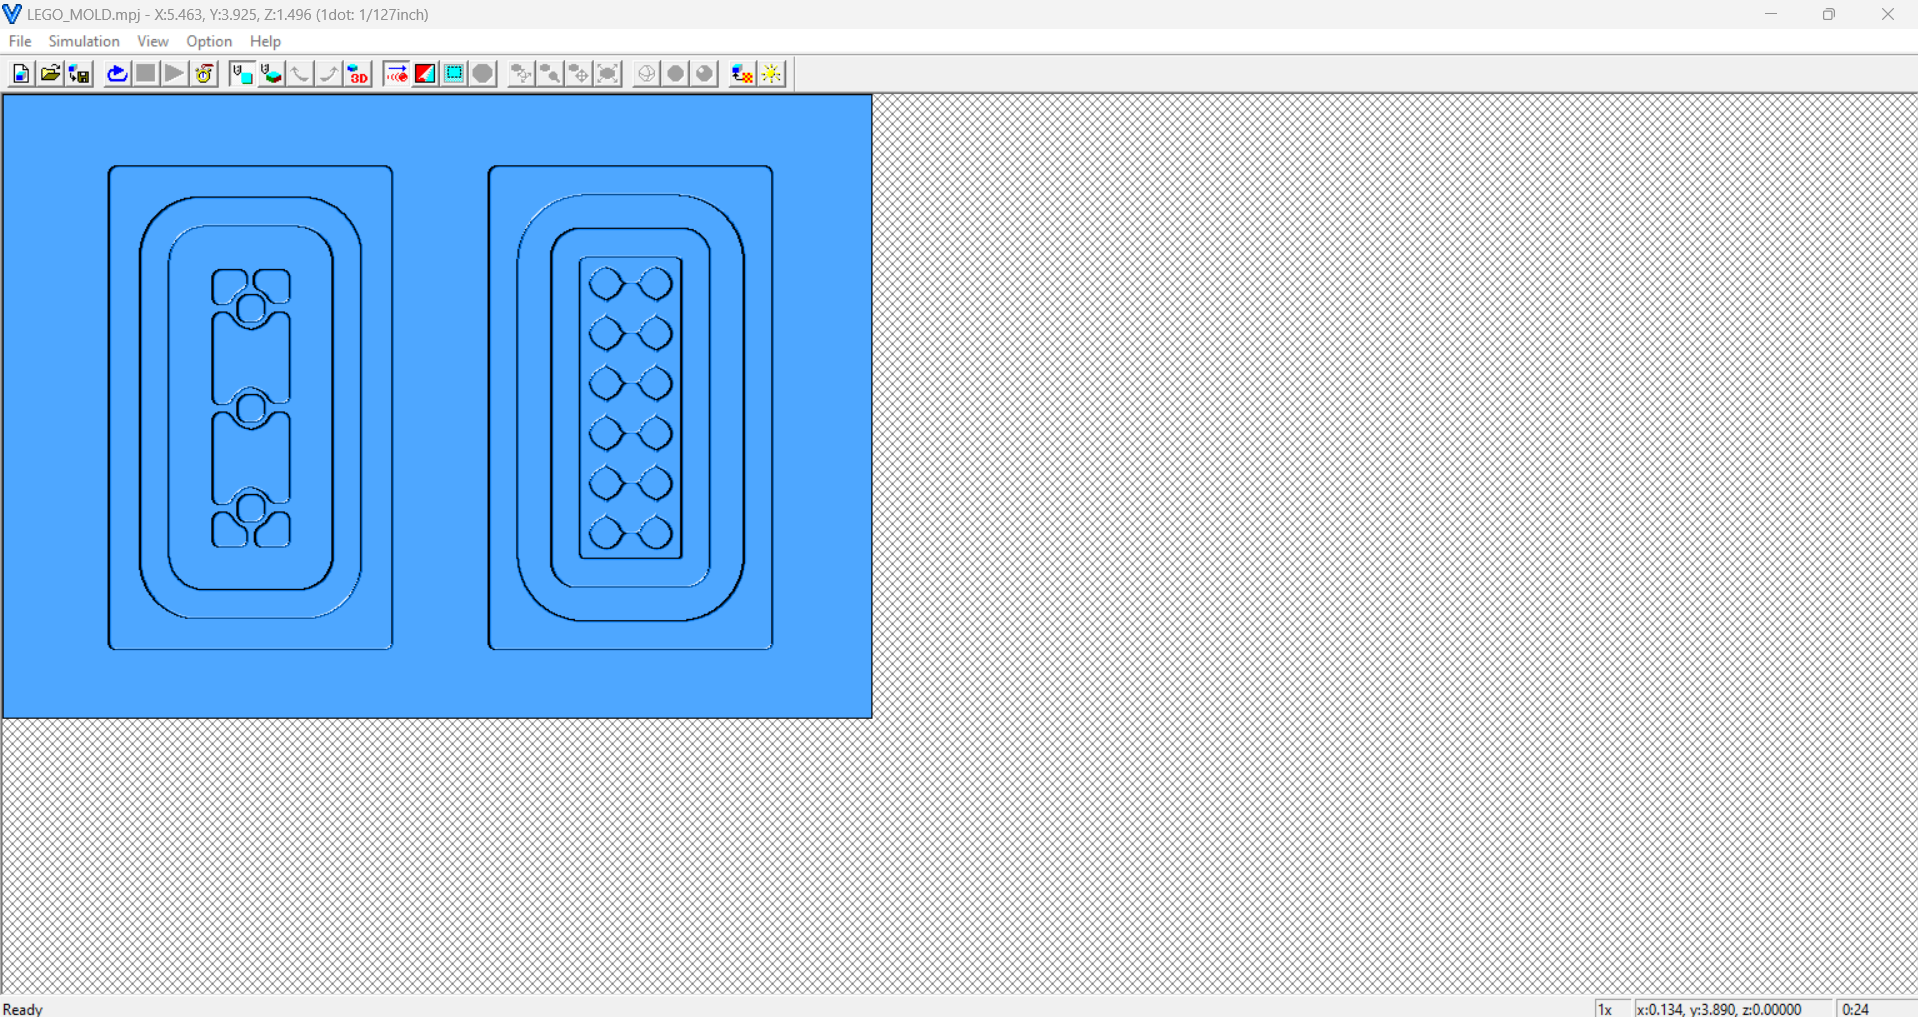 LEGO_MOLD.mpj - X:5.463, Y:3.925, Z:1.496 (1dot: 1/127inch)
File Simulation View Option Help
3D
Ready 1x x:0.134, y:3.890, z:0.00000 0:24